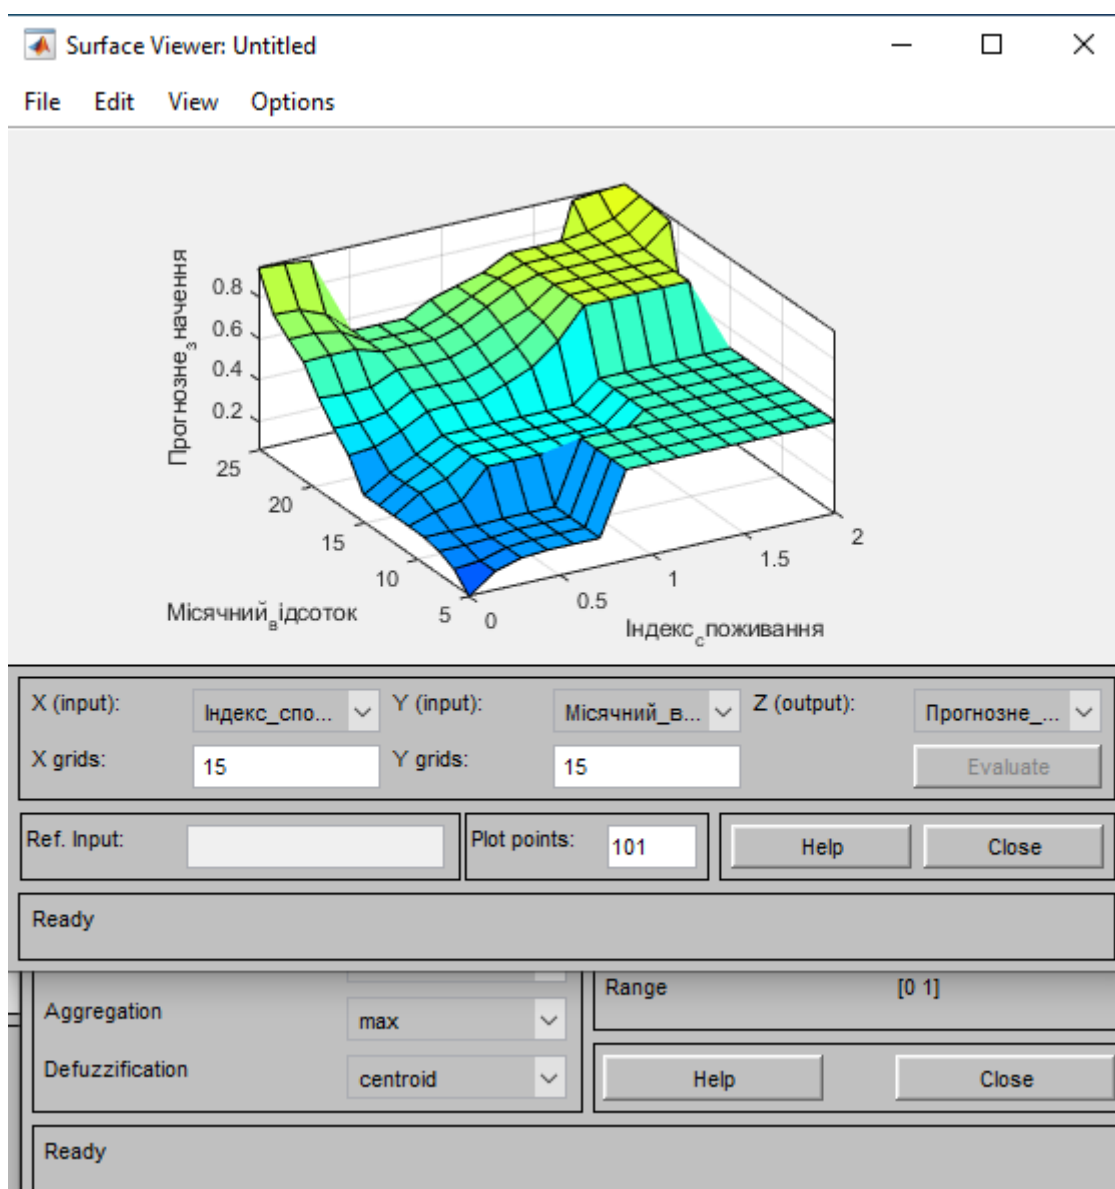 Surface Viewer: Untitled
File Edit View Options
Прогнозне_значення
0.8
0.6
0.4
0.2
25
20
15
10
5
0
0.5
1
1.5
2
Місячний_відсоток
Індекс_споживання
X (input): Індекс_спо... Y (input): Місячний_в... Z (output): Прогнозне_...
X grids: 15 Y grids: 15 Evaluate
Ref. Input: Plot points: 101 Help Close
Ready
Range [0 1]
Aggregation max
Defuzzification centroid Help Close
Ready